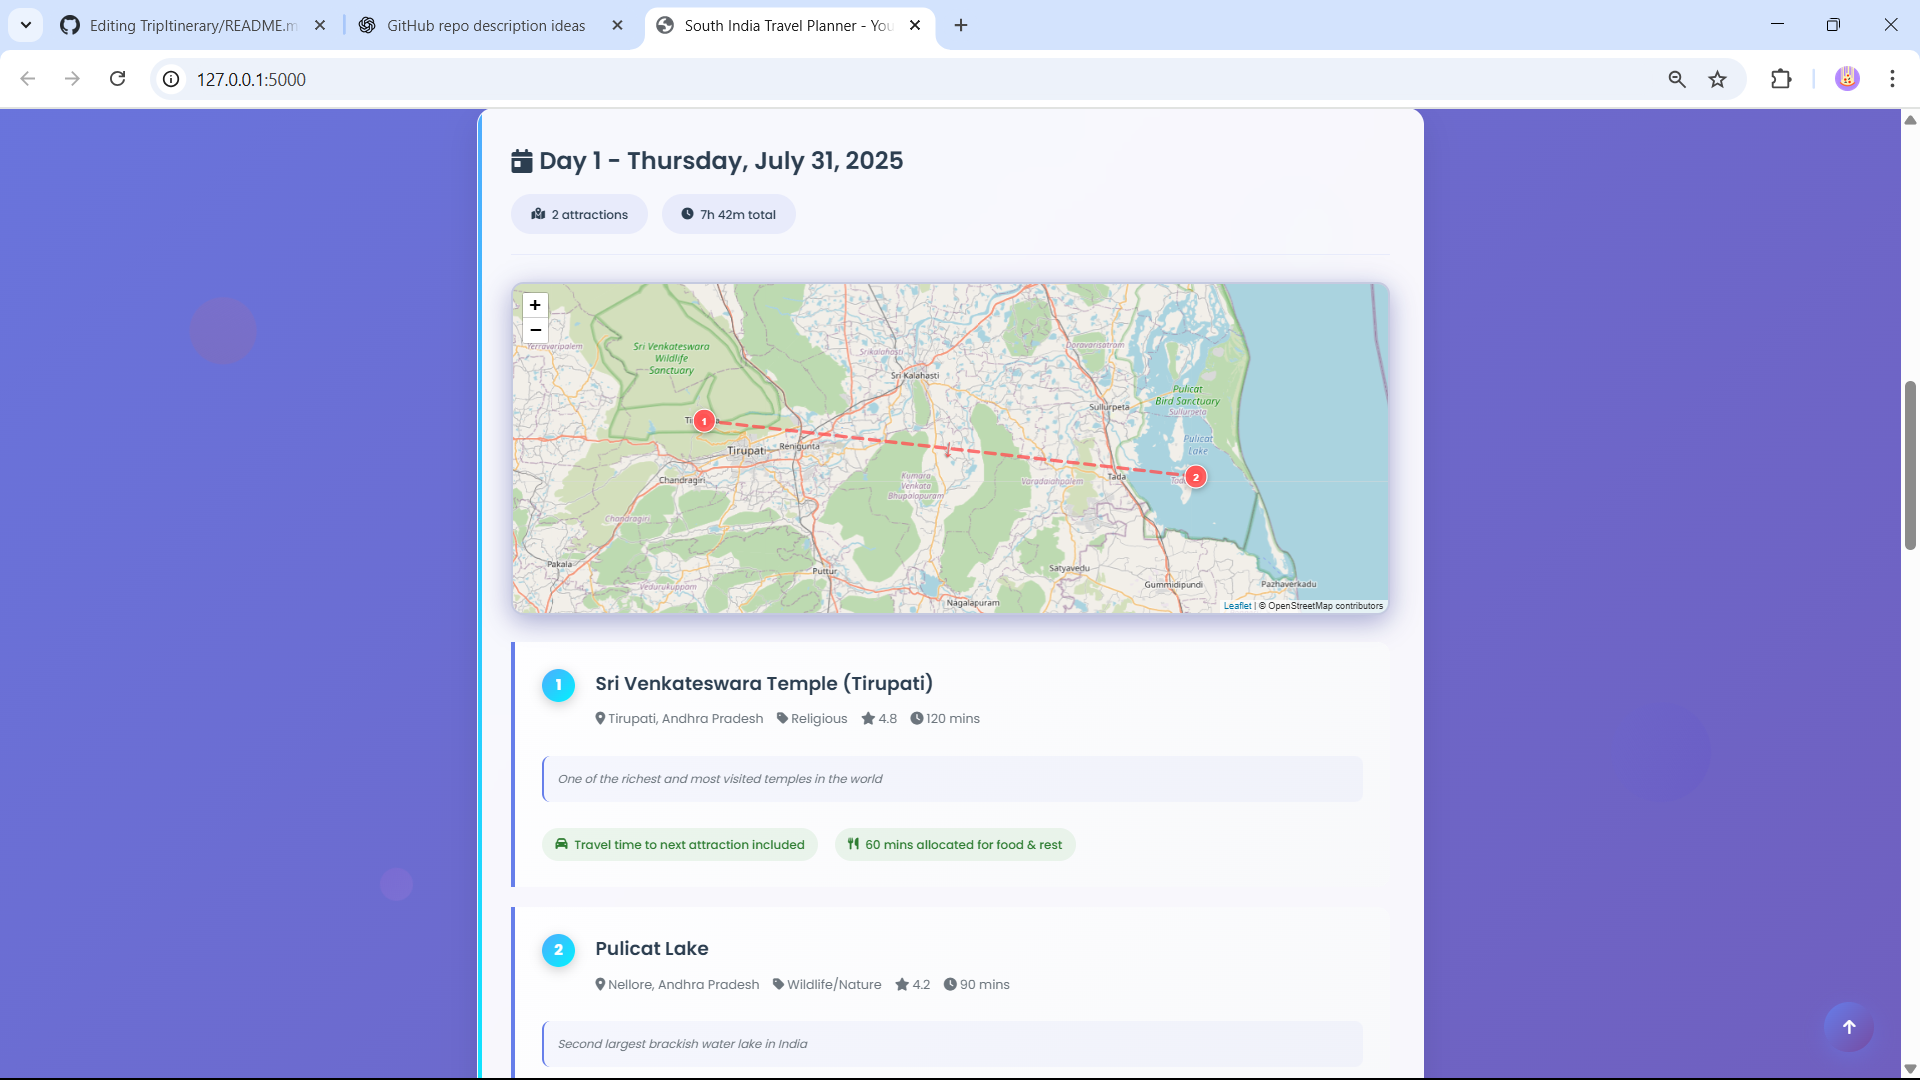 Editing TripItinerary/README.m
GitHub repo description ideas
South India Travel Planner - You
127.0.0.1:5000
Day 1 - Thursday, July 31, 2025
2 attractions
7h 42m total
+
−
Yerravaripalem
Sri Venkateswara
Wildlife
Sanctuary
Srikalahasti
Sri Kalahasti
Doravarisatram
Pulicat
Bird Sanctuary
Sullurpeta
Sullurpeta
1
Tirupati
Renigunta
Pulicat
Lake
Chandragiri
Kumara
Venkata
Bhupalapuram
Varadaiahpalem
Tada
2
Chandragiri
Pakala
Puttur
Satyavedu
Vedurukuppam
Gummidipundi
Pazhaverkadu
Nagalapuram
Leaflet | © OpenStreetMap contributors
1
Sri Venkateswara Temple (Tirupati)
Tirupati, Andhra Pradesh Religious 4.8 120 mins
One of the richest and most visited temples in the world
Travel time to next attraction included
60 mins allocated for food & rest
2
Pulicat Lake
Nellore, Andhra Pradesh Wildlife/Nature 4.2 90 mins
Second largest brackish water lake in India